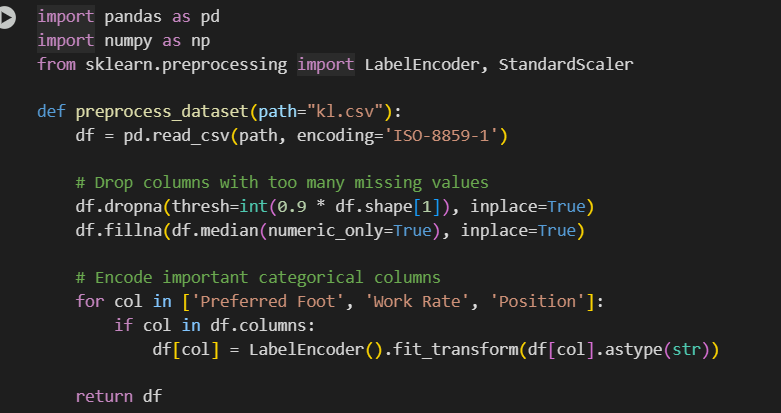 import pandas as pd
import numpy as np
from sklearn.preprocessing import LabelEncoder, StandardScaler

def preprocess_dataset(path="kl.csv"):
    df = pd.read_csv(path, encoding='ISO-8859-1')

    # Drop columns with too many missing values
    df.dropna(thresh=int(0.9 * df.shape[1]), inplace=True)
    df.fillna(df.median(numeric_only=True), inplace=True)

    # Encode important categorical columns
    for col in ['Preferred Foot', 'Work Rate', 'Position']:
        if col in df.columns:
            df[col] = LabelEncoder().fit_transform(df[col].astype(str))

    return df